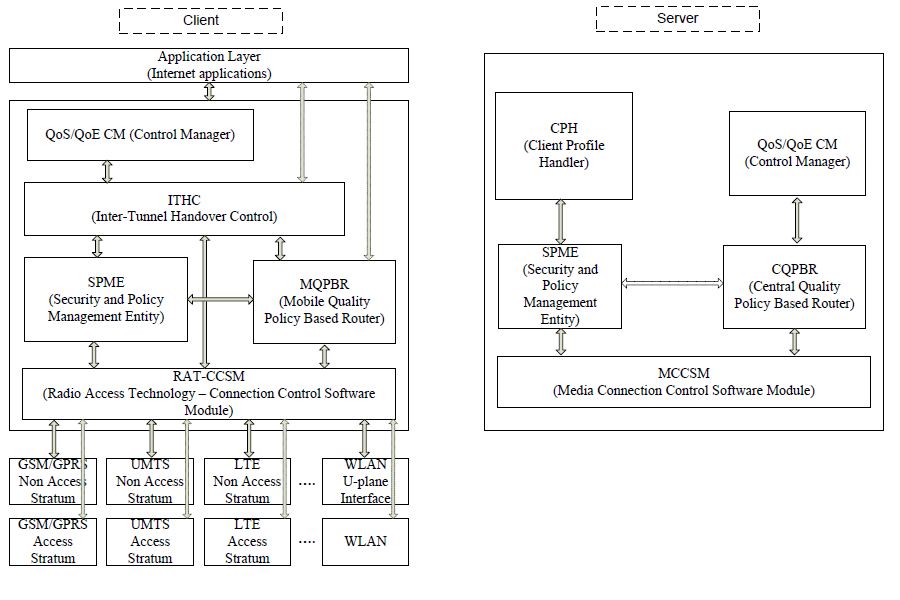 Client
Server
Application Layer
(Internet applications)
QoS/QoE CM (Control Manager)
ITHC
(Inter-Tunnel Handover Control)
SPME
(Security and Policy
Management Entity)
MQPBR
(Mobile Quality
Policy Based Router)
RAT-CCSM
(Radio Access Technology – Connection Control Software
Module)
GSM/GPRS
Non Access
Stratum
UMTS
Non Access
Stratum
LTE
Non Access
Stratum
....
WLAN
U-plane
Interface
GSM/GPRS
Access
Stratum
UMTS
Access
Stratum
LTE
Access
Stratum
....
WLAN
CPH
(Client Profile
Handler)
QoS/QoE CM
(Control Manager)
SPME
(Security and
Policy
Management
Entity)
CQPBR
(Central Quality
Policy Based Router)
MCCSM
(Media Connection Control Software Module)